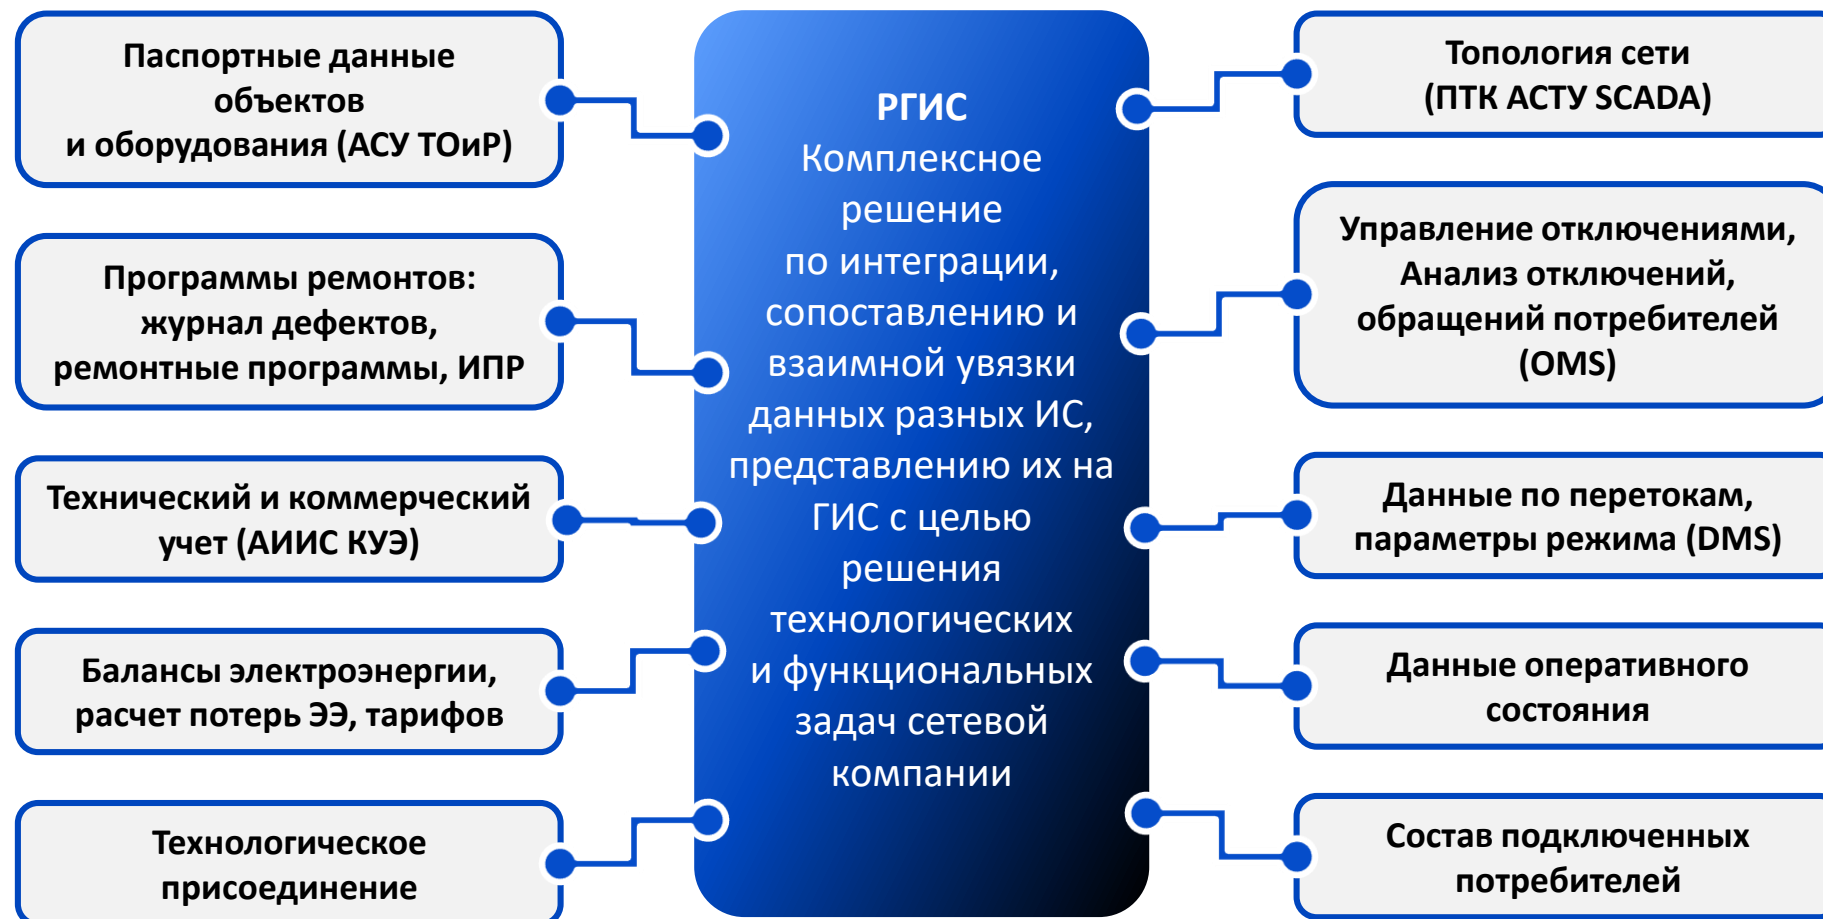 Паспортные данные
объектов
и оборудования (АСУ ТОиР)
Программы ремонтов:
журнал дефектов,
ремонтные программы, ИПР
Технический и коммерческий
учет (АИИС КУЭ)
Балансы электроэнергии,
расчет потерь ЭЭ, тарифов
Технологическое
присоединение
РГИС
Комплексное
решение
по интеграции,
сопоставлению и
взаимной увязки
данных разных ИС,
представлению их на
ГИС с целью
решения
технологических
и функциональных
задач сетевой
компании
Топология сети
(ПТК АСТУ SCADA)
Управление отключениями,
Анализ отключений,
обращений потребителей
(OMS)
Данные по перетокам,
параметры режима (DMS)
Данные оперативного
состояния
Состав подключенных
потребителей